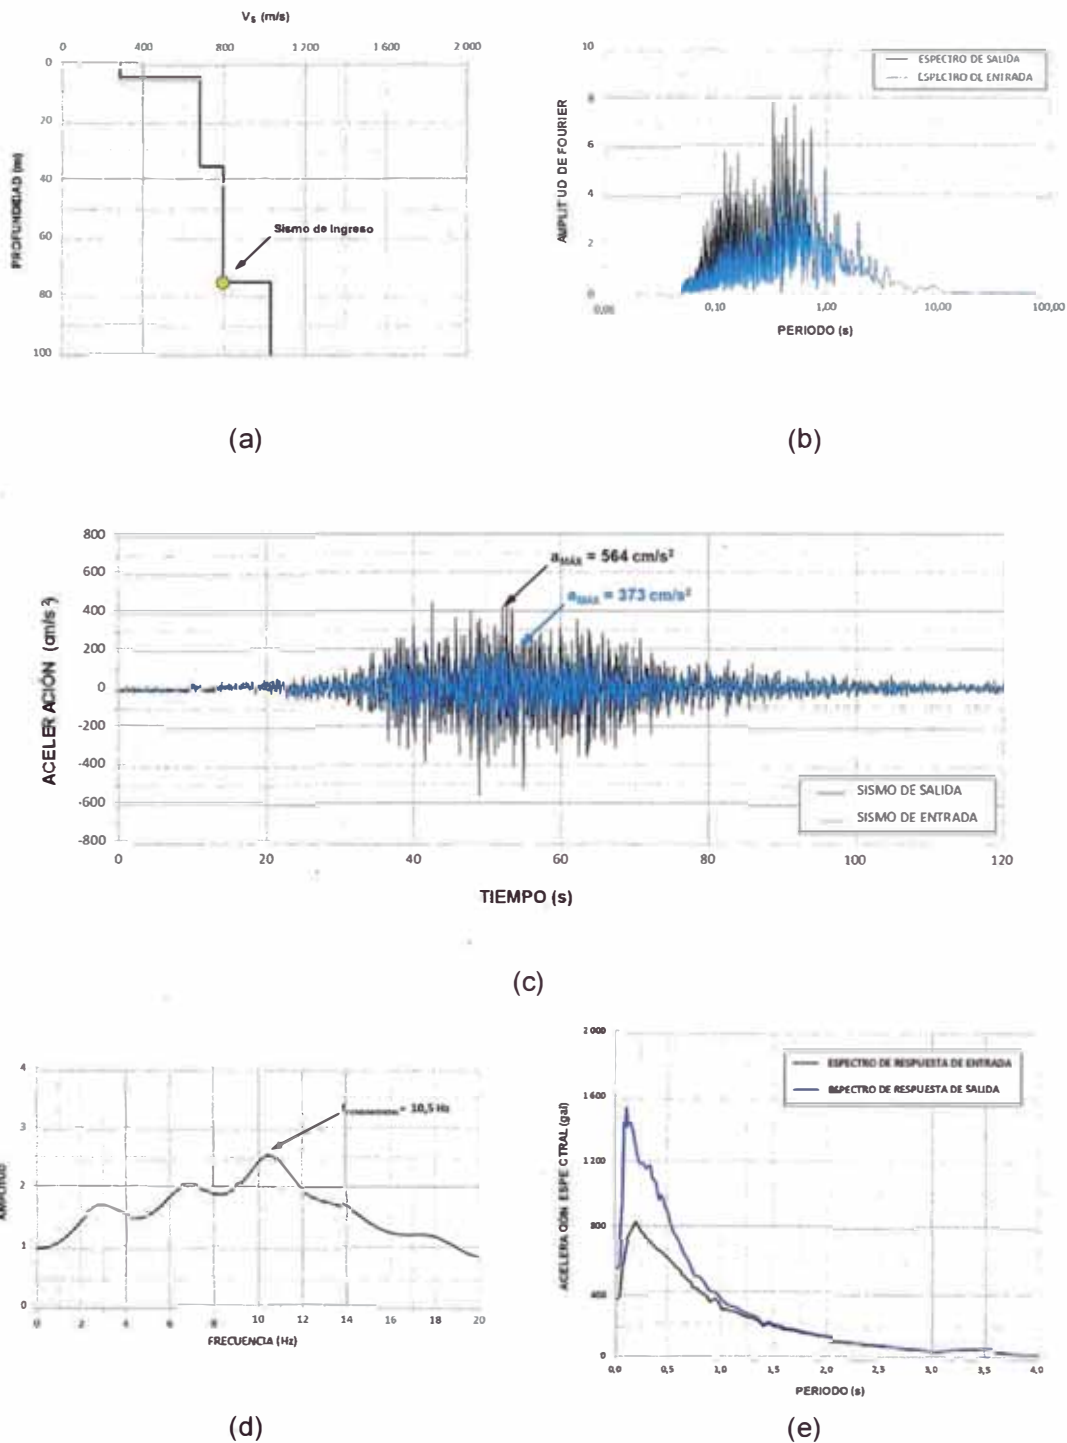 V_s (m/s)
0 400 800 1 200 1 600 2 000
0
20
40
60
80
100
PROFUNDIDAD (m)
Sismo de Ingreso
(a)
10
8
6
4
2
0
AMPLITUD DE FOURIER
ESPECTRO DE SALIDA
ESPECTRO DE ENTRADA
0,10 1,00 10,00 100,00
PERIODO (s)
(b)
800
600
400
200
0
-200
-400
-600
-800
ACELERACIÓN (cm/s²)
a_MÁX = 564 cm/s²
a_MÁX = 373 cm/s²
SISMO DE SALIDA
SISMO DE ENTRADA
0 20 40 60 80 100 120
TIEMPO (s)
(c)
4
3
2
1
0
AMPLITUD
= 10,5 Hz
0 2 4 6 8 10 12 14 16 18 20
FRECUENCIA (Hz)
(d)
2 000
1 600
1 200
800
400
0
ACELERACIÓN ESPECTRAL (gal)
ESPECTRO DE RESPUESTA DE ENTRADA
ESPECTRO DE RESPUESTA DE SALIDA
0,0 0,5 1,0 1,5 2,0 2,5 3,0 3,5 4,0
PERIODO (s)
(e)